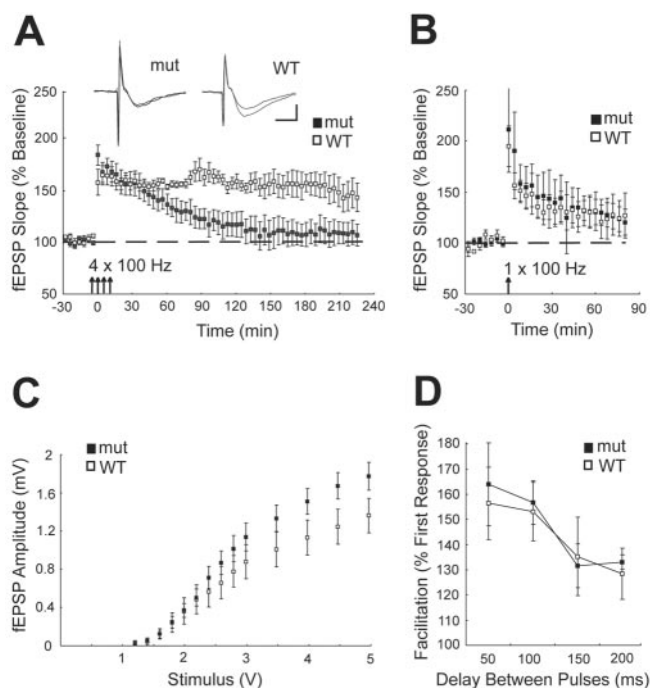 A
mut
WT
250
200
150
100
50
fEPSP Slope (% Baseline)
mut
WT
4 x 100 Hz
-30 0 30 60 90 120 150 180 210 240
Time (min)
B
250
200
150
100
50
fEPSP Slope (% Baseline)
mut
WT
1 x 100 Hz
-30 0 30 60 90
Time (min)
C
mut
WT
2
1.6
1.2
0.8
0.4
0
fEPSP Amplitude (mV)
1 2 3 4 5
Stimulus (V)
D
mut
WT
180
170
160
150
140
130
120
110
100
Facilitation (% First Response)
50 100 150 200
Delay Between Pulses (ms)